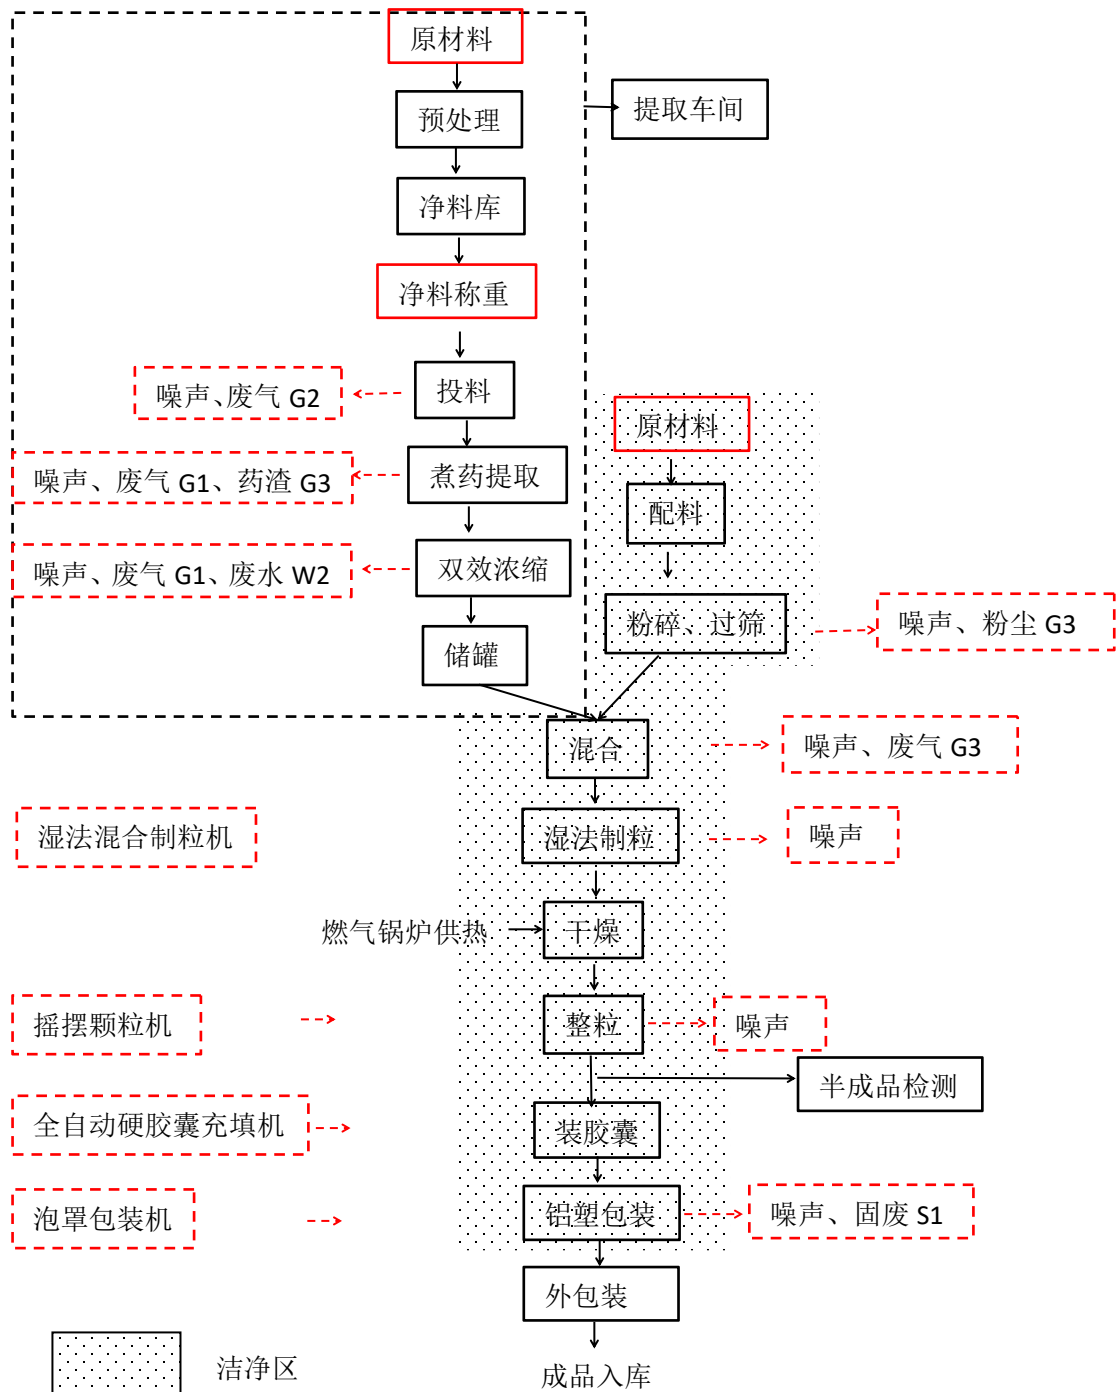 原材料
预处理
提取车间
净料库
净料称重
噪声、废气 G2
投料
原材料
噪声、废气 G1、药渣 G3
煮药提取
配料
噪声、废气 G1、废水 W2
双效浓缩
粉碎、过筛
噪声、粉尘 G3
储罐
混合
噪声、废气 G3
湿法混合制粒机
湿法制粒
噪声
燃气锅炉供热
干燥
摇摆颗粒机
整粒
噪声
半成品检测
全自动硬胶囊充填机
装胶囊
泡罩包装机
铝塑包装
噪声、固废 S1
外包装
洁净区
成品入库